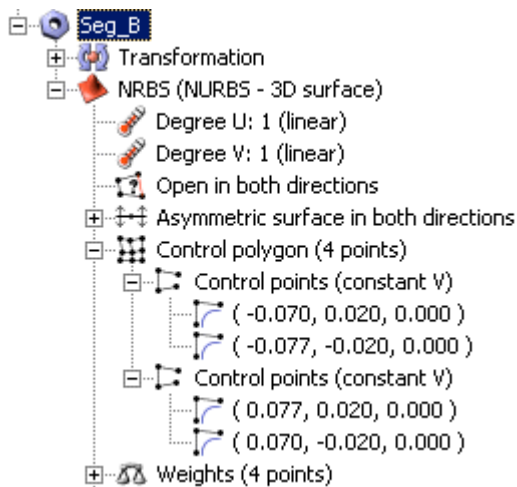 Seg_B
Transformation
NRBS (NURBS - 3D surface)
Degree U: 1 (linear)
Degree V: 1 (linear)
Open in both directions
Asymmetric surface in both directions
Control polygon (4 points)
Control points (constant V)
( -0.070, 0.020, 0.000 )
( -0.077, -0.020, 0.000 )
Control points (constant V)
( 0.077, 0.020, 0.000 )
( 0.070, -0.020, 0.000 )
Weights (4 points)